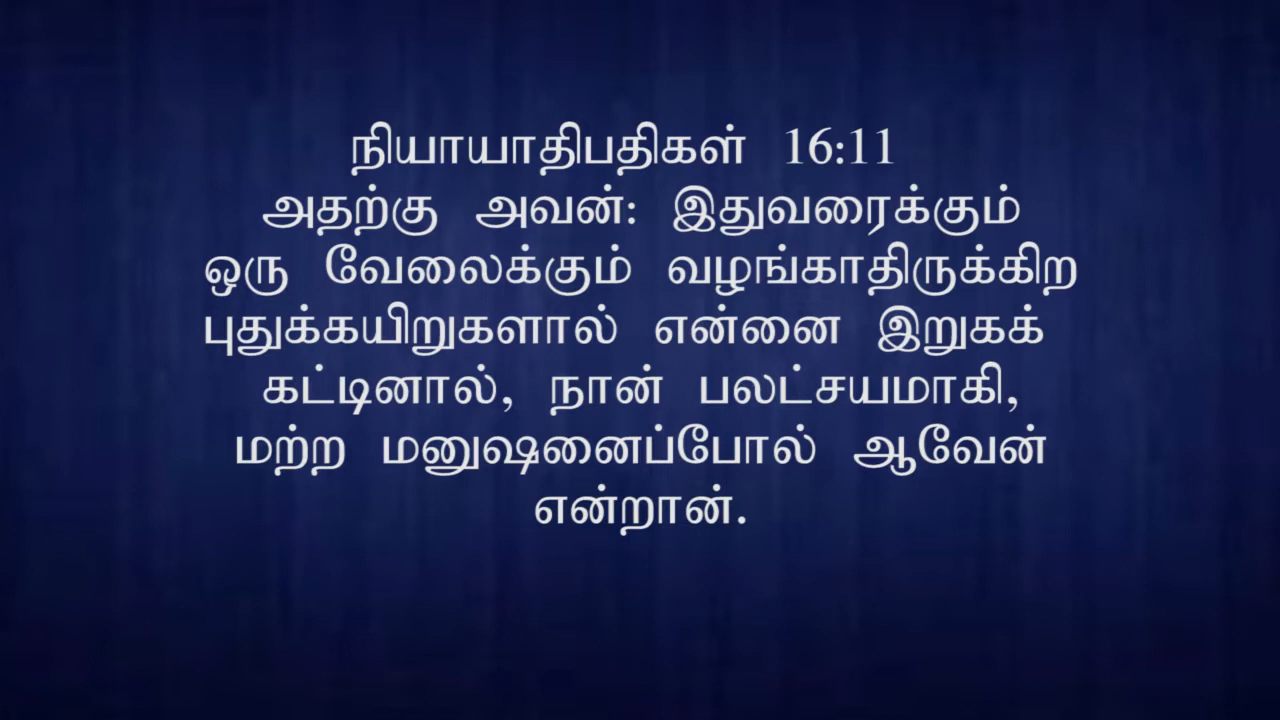 நியாயாதிபதிகள் 16:11
அதற்கு அவன்: இதுவரைக்கும்
ஒரு வேலைக்கும் வழங்காதிருக்கிற
புதுக்கயிறுகளால் என்னை இறுகக்
கட்டினால், நான் பலட்சயமாகி,
மற்ற மனுஷனைப்போல் ஆவேன்
என்றான்.